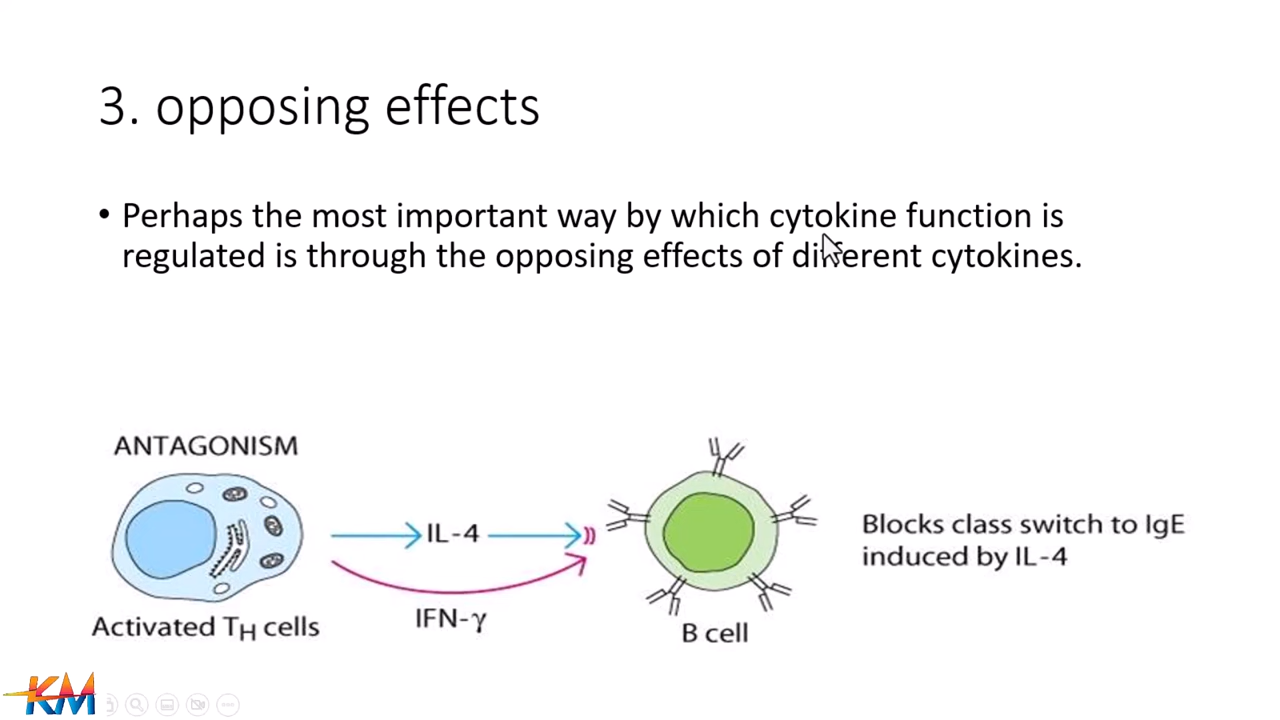 3. opposing effects
• Perhaps the most important way by which cytokine function is
regulated is through the opposing effects of different cytokines.
ANTAGONISM
IL-4
IFN-γ
Activated TH cells
B cell
Blocks class switch to IgE
induced by IL-4
KM